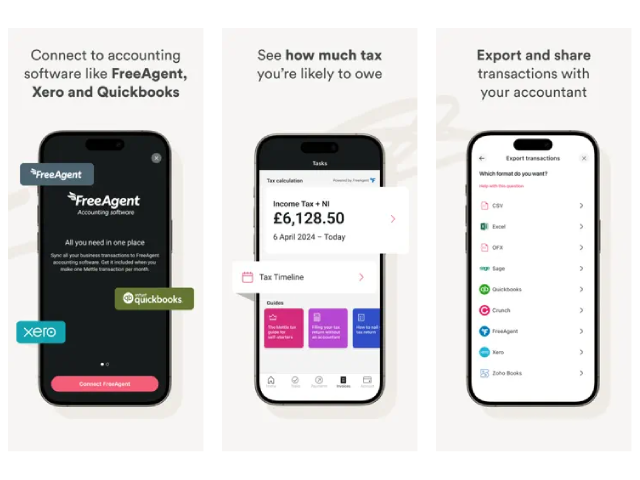 Connect to accounting
software like FreeAgent,
Xero and Quickbooks
FreeAgent
FreeAgent
Accounting software
All you need in one place
Sync all your business transactions to FreeAgent
accounting software. Get it included when you
make one Mettle transaction per month.
quickbooks
xero
Connect FreeAgent
See how much tax
you're likely to owe
Tasks
Tax calculation
Powered by FreeAgent
Income Tax + NI
£6,128.50
6 April 2024 – Today
Tax Timeline
Guides
The Mettle tax
guide for
self-starters
Filing your tax
return without
an accountant
How to
tax return
Home
Export and share
transactions with
your accountant
Export transactions
Which format do you want?
Help with this question
CSV
Excel
OFX
Sage
Quickbooks
Crunch
FreeAgent
Xero
Zoho Books